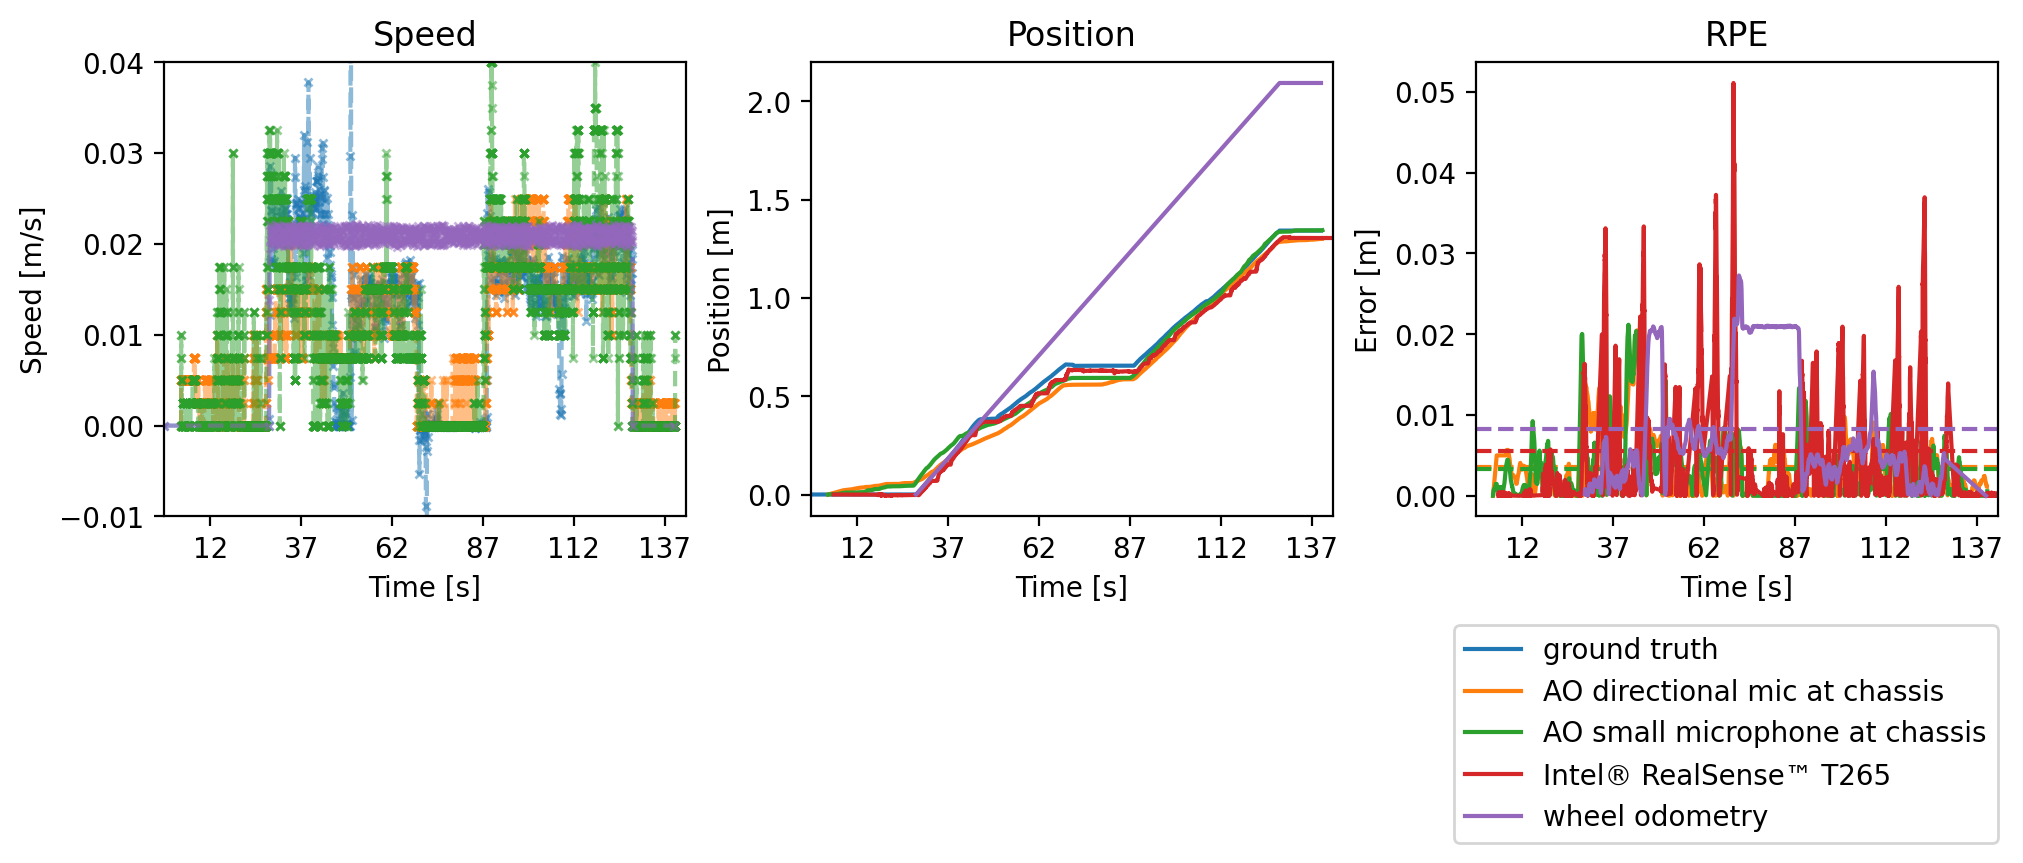 Speed
Position
RPE
0.04
0.03
0.02
0.01
0.00
−0.01
Speed [m/s]
12 37 62 87 112 137
Time [s]
2.0
1.5
1.0
0.5
0.0
Position [m]
12 37 62 87 112 137
Time [s]
0.05
0.04
0.03
0.02
0.01
0.00
Error [m]
12 37 62 87 112 137
Time [s]
ground truth
AO directional mic at chassis
AO small microphone at chassis
Intel® RealSense™ T265
wheel odometry